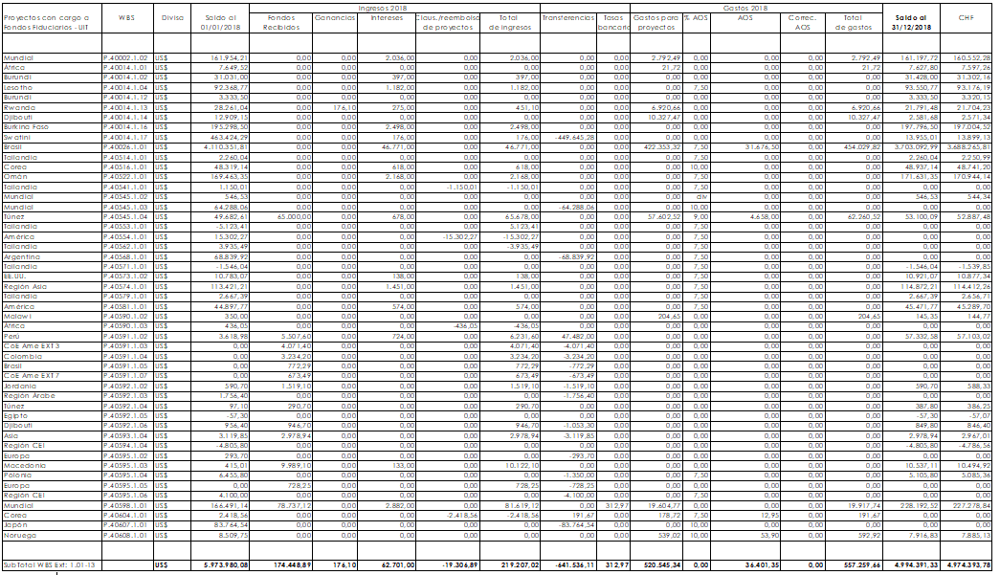 Ingresos 2018 Gastos 2018
Proyectos con cargo a WBS Divisa Saldo al Fondos Ganancias Intereses Claus./reembolso Total Transferencias Tasas Gastos para % AOS AOS Correc. Total Saldo al CHF
Fondos Fiduciarios - UIT 01/01/2018 Recibidos de proyectos de ingresos bancaric proyectos AOS de gastos 31/12/2018
Mundial P.40002.1.02 US$ 161.954,21 0,00 0,00 2.036,00 0,00 2.036,00 0,00 0,00 2.792,49 0,00 0,00 0,00 2.792,49 161.197,72 160.552,28
África P.40014.1.01 US$ 7.649,52 0,00 0,00 0,00 0,00 0,00 0,00 0,00 21,72 0,00 0,00 0,00 21,72 7.627,80 7.597,26
Burundi P.40014.1.02 US$ 31.031,00 0,00 0,00 397,00 0,00 397,00 0,00 0,00 0,00 0,00 0,00 0,00 0,00 31.428,00 31.302,16
Lesotho P.40014.1.04 US$ 92.368,77 0,00 0,00 1.182,00 0,00 1.182,00 0,00 0,00 0,00 7,50 0,00 0,00 0,00 93.550,77 93.176,19
Burundi P.40014.1.12 US$ 3.333,50 0,00 0,00 0,00 0,00 0,00 0,00 0,00 0,00 0,00 0,00 0,00 0,00 3.333,50 3.320,15
Rwanda P.40014.1.13 US$ 28.261,04 0,00 176,10 275,00 0,00 451,10 0,00 0,00 6.920,66 0,00 0,00 0,00 6.920,66 21.791,48 21.704,23
Djibouti P.40014.1.14 US$ 12.909,15 0,00 0,00 0,00 0,00 0,00 0,00 0,00 10.327,47 0,00 0,00 0,00 10.327,47 2.581,68 2.571,34
Burkina Faso P.40014.1.16 US$ 195.298,50 0,00 0,00 2.498,00 0,00 2.498,00 0,00 0,00 0,00 0,00 0,00 0,00 0,00 197.796,50 197.004,52
Swatini P.40014.1.17 US$ 463.424,29 0,00 0,00 176,00 0,00 176,00 -449.645,28 0,00 0,00 0,00 0,00 0,00 0,00 13.955,01 13.899,13
Brasil P.40026.1.01 US$ 4.110.351,81 0,00 0,00 46.771,00 0,00 46.771,00 0,00 0,00 422.353,32 7,50 31.676,50 0,00 454.029,82 3.703.092,99 3.688.265,81
Tailandia P.40514.1.01 US$ 2.260,04 0,00 0,00 0,00 0,00 0,00 0,00 0,00 0,00 7,50 0,00 0,00 0,00 2.260,04 2.250,99
Corea P.40516.1.01 US$ 48.319,14 0,00 0,00 618,00 0,00 618,00 0,00 0,00 0,00 10,00 0,00 0,00 0,00 48.937,14 48.741,20
Omán P.40522.1.01 US$ 169.463,35 0,00 0,00 2.168,00 0,00 2.168,00 0,00 0,00 0,00 7,50 0,00 0,00 0,00 171.631,35 170.944,14
Tailandia P.40541.1.01 US$ 1.150,01 0,00 0,00 0,00 -1.150,01 -1.150,01 0,00 0,00 0,00 7,50 0,00 0,00 0,00 0,00 0,00
Mundial P.40545.1.02 US$ 546,53 0,00 0,00 0,00 0,00 0,00 0,00 0,00 0,00 div 0,00 0,00 0,00 546,53 544,34
Mundial P.40545.1.03 US$ 64.288,06 0,00 0,00 0,00 0,00 0,00 -64.288,06 0,00 0,00 10,00 0,00 0,00 0,00 0,00 0,00
Túnez P.40545.1.04 US$ 49.682,61 65.000,00 0,00 678,00 0,00 65.678,00 0,00 0,00 57.602,52 9,00 4.658,00 0,00 62.260,52 53.100,09 52.887,48
Tailandia P.40553.1.01 US$ -5.123,41 0,00 0,00 0,00 0,00 5.123,41 0,00 0,00 0,00 7,50 0,00 0,00 0,00 0,00 0,00
América P.40554.1.01 US$ 15.302,27 0,00 0,00 0,00 -15.302,27 -15.302,27 0,00 0,00 0,00 7,50 0,00 0,00 0,00 0,00 0,00
Tailandia P.40562.1.01 US$ 3.935,49 0,00 0,00 0,00 0,00 -3.935,49 0,00 0,00 0,00 7,50 0,00 0,00 0,00 0,00 0,00
Argentina P.40568.1.01 US$ 68.839,92 0,00 0,00 0,00 0,00 0,00 -68.839,92 0,00 0,00 7,50 0,00 0,00 0,00 0,00 0,00
Tailandia P.40571.1.01 US$ -1.546,04 0,00 0,00 0,00 0,00 0,00 0,00 0,00 0,00 7,50 0,00 0,00 0,00 -1.546,04 -1.539,85
EE.UU. P.40573.1.02 US$ 10.783,07 0,00 0,00 138,00 0,00 138,00 0,00 0,00 0,00 7,50 0,00 0,00 0,00 10.921,07 10.877,34
Región Asia P.40574.1.01 US$ 113.421,21 0,00 0,00 1.451,00 0,00 1.451,00 0,00 0,00 0,00 7,50 0,00 0,00 0,00 114.872,21 114.412,26
Tailandia P.40579.1.01 US$ 2.667,39 0,00 0,00 0,00 0,00 0,00 0,00 0,00 0,00 7,50 0,00 0,00 0,00 2.667,39 2.656,71
América P.40581.1.01 US$ 44.897,77 0,00 0,00 574,00 0,00 574,00 0,00 0,00 0,00 7,50 0,00 0,00 0,00 45.471,77 45.289,70
Malawi P.40590.1.02 US$ 350,00 0,00 0,00 0,00 0,00 0,00 0,00 0,00 204,65 0,00 0,00 0,00 204,65 145,35 144,77
África P.40590.1.03 US$ 436,05 0,00 0,00 0,00 -436,05 -436,05 0,00 0,00 0,00 0,00 0,00 0,00 0,00 0,00 0,00
Perú P.40591.1.02 US$ 3.618,98 5.507,60 0,00 724,00 0,00 6.231,60 47.482,00 0,00 0,00 0,00 0,00 0,00 0,00 57.332,58 57.103,02
CoE Ame EXT3 P.40591.1.03 US$ 0,00 4.071,40 0,00 0,00 0,00 4.071,40 -4.071,40 0,00 0,00 0,00 0,00 0,00 0,00 0,00 0,00
Colombia P.40591.1.04 US$ 0,00 3.234,20 0,00 0,00 0,00 3.234,20 -3.234,20 0,00 0,00 0,00 0,00 0,00 0,00 0,00 0,00
Brasil P.40591.1.05 US$ 0,00 772,29 0,00 0,00 0,00 772,29 -772,29 0,00 0,00 0,00 0,00 0,00 0,00 0,00 0,00
CoE Ame EXT7 P.40591.1.07 US$ 0,00 673,49 0,00 0,00 0,00 673,49 -673,49 0,00 0,00 0,00 0,00 0,00 0,00 0,00 0,00
Jordania P.40592.1.02 US$ 590,70 1.519,10 0,00 0,00 0,00 1.519,10 -1.519,10 0,00 0,00 0,00 0,00 0,00 0,00 590,70 588,33
Región Árabe P.40592.1.03 US$ 1.756,40 0,00 0,00 0,00 0,00 0,00 -1.756,40 0,00 0,00 0,00 0,00 0,00 0,00 0,00 0,00
Túnez P.40592.1.04 US$ 97,10 290,70 0,00 0,00 0,00 290,70 0,00 0,00 0,00 0,00 0,00 0,00 0,00 387,80 386,25
Egipto P.40592.1.05 US$ -57,30 0,00 0,00 0,00 0,00 0,00 0,00 0,00 0,00 0,00 0,00 0,00 0,00 -57,30 -57,07
Djibouti P.40592.1.06 US$ 956,40 946,70 0,00 0,00 0,00 946,70 -1.053,30 0,00 0,00 0,00 0,00 0,00 0,00 849,80 846,40
Asia P.40593.1.04 US$ 3.119,85 2.978,94 0,00 0,00 0,00 2.978,94 -3.119,85 0,00 0,00 0,00 0,00 0,00 0,00 2.978,94 2.967,01
Región CEI P.40594.1.04 US$ -4.805,80 0,00 0,00 0,00 0,00 0,00 0,00 0,00 0,00 0,00 0,00 0,00 0,00 -4.805,80 -4.786,56
Europa P.40595.1.02 US$ 293,70 0,00 0,00 0,00 0,00 0,00 -293,70 0,00 0,00 0,00 0,00 0,00 0,00 0,00 0,00
Macedonia P.40595.1.03 US$ 415,01 9.989,10 0,00 133,00 0,00 10.122,10 0,00 0,00 0,00 0,00 0,00 0,00 0,00 10.537,11 10.494,92
Polonia P.40595.1.04 US$ 6.455,80 0,00 0,00 0,00 0,00 0,00 -1.350,00 0,00 0,00 7,50 0,00 0,00 0,00 5.105,80 5.085,36
Europa P.40595.1.05 US$ 0,00 728,25 0,00 0,00 0,00 728,25 -728,25 0,00 0,00 0,00 0,00 0,00 0,00 0,00 0,00
Región CEI P.40595.1.06 US$ 4.100,00 0,00 0,00 0,00 0,00 0,00 -4.100,00 0,00 0,00 7,50 0,00 0,00 0,00 0,00 0,00
Mundial P.40598.1.01 US$ 166.491,14 78.737,12 0,00 2.882,00 0,00 81.619,12 0,00 312,97 19.604,77 0,00 0,00 0,00 19.917,74 228.192,52 227.278,84
Corea P.40604.1.01 US$ 2.418,56 0,00 0,00 0,00 -2.418,56 -2.418,56 191,67 0,00 178,72 7,50 12,95 0,00 191,67 0,00 0,00
Japón P.40607.1.01 US$ 83.764,54 0,00 0,00 0,00 0,00 0,00 -83.764,54 0,00 0,00 10,00 0,00 0,00 0,00 0,00 0,00
Noruega P.40608.1.01 US$ 8.509,75 0,00 0,00 0,00 0,00 0,00 0,00 0,00 539,02 10,00 53,90 0,00 592,92 7.916,83 7.885,13
SubTotal WBS Ext: 1.01-13 US$ 5.973.980,08 174.448,89 176,10 62.701,00 -19.306,89 219.207,02 -641.536,11 312,97 520.545,34 0,00 36.401,35 0,00 557.259,66 4.994.391,33 4.974.393,78